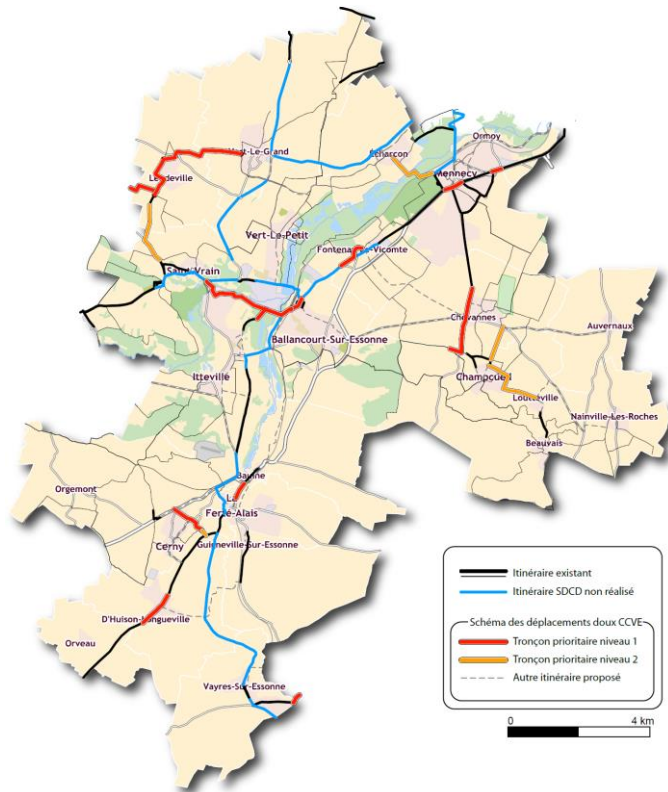 Ormoy
Echarcon
Vert-Le-Grand
Mennecy
Leudeville
Vert-Le-Petit
Fontenay-Le-Vicomte
Saint-Vrain
Chevannes
Auvernaux
Ballancourt-Sur-Essonne
Itteville
Champcueil
Loutteville
Nainville-Les-Roches
Beauvais
Baulne
Orgemont
La
Ferté-Alais
Cerny
Guigneville-Sur-Essonne
D'Huison-Longueville
Orveau
Vayres-Sur-Essonne
Itinéraire existant
Itinéraire SDCD non réalisé
Schéma des déplacements doux CCVE
Tronçon prioritaire niveau 1
Tronçon prioritaire niveau 2
Autre itinéraire proposé
0 4 km